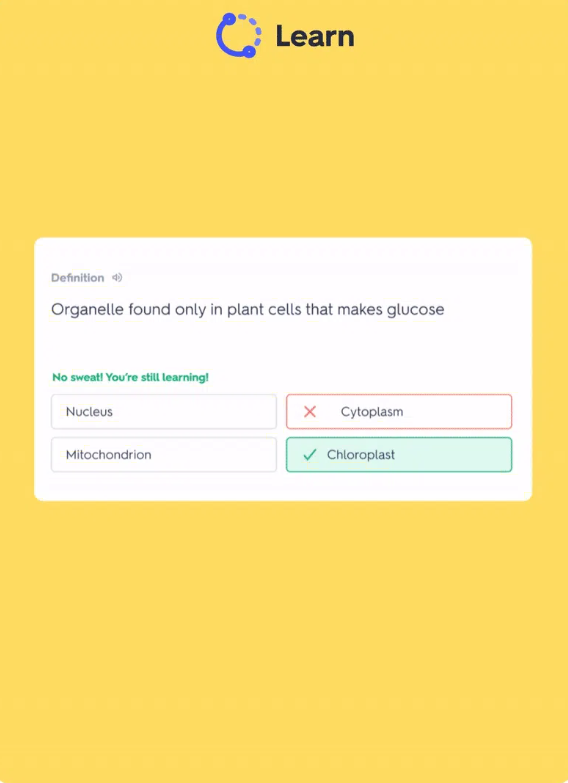 Learn
Definition
Organelle found only in plant cells that makes glucose
No sweat! You're still learning!
Nucleus
Cytoplasm
Mitochondrion
Chloroplast